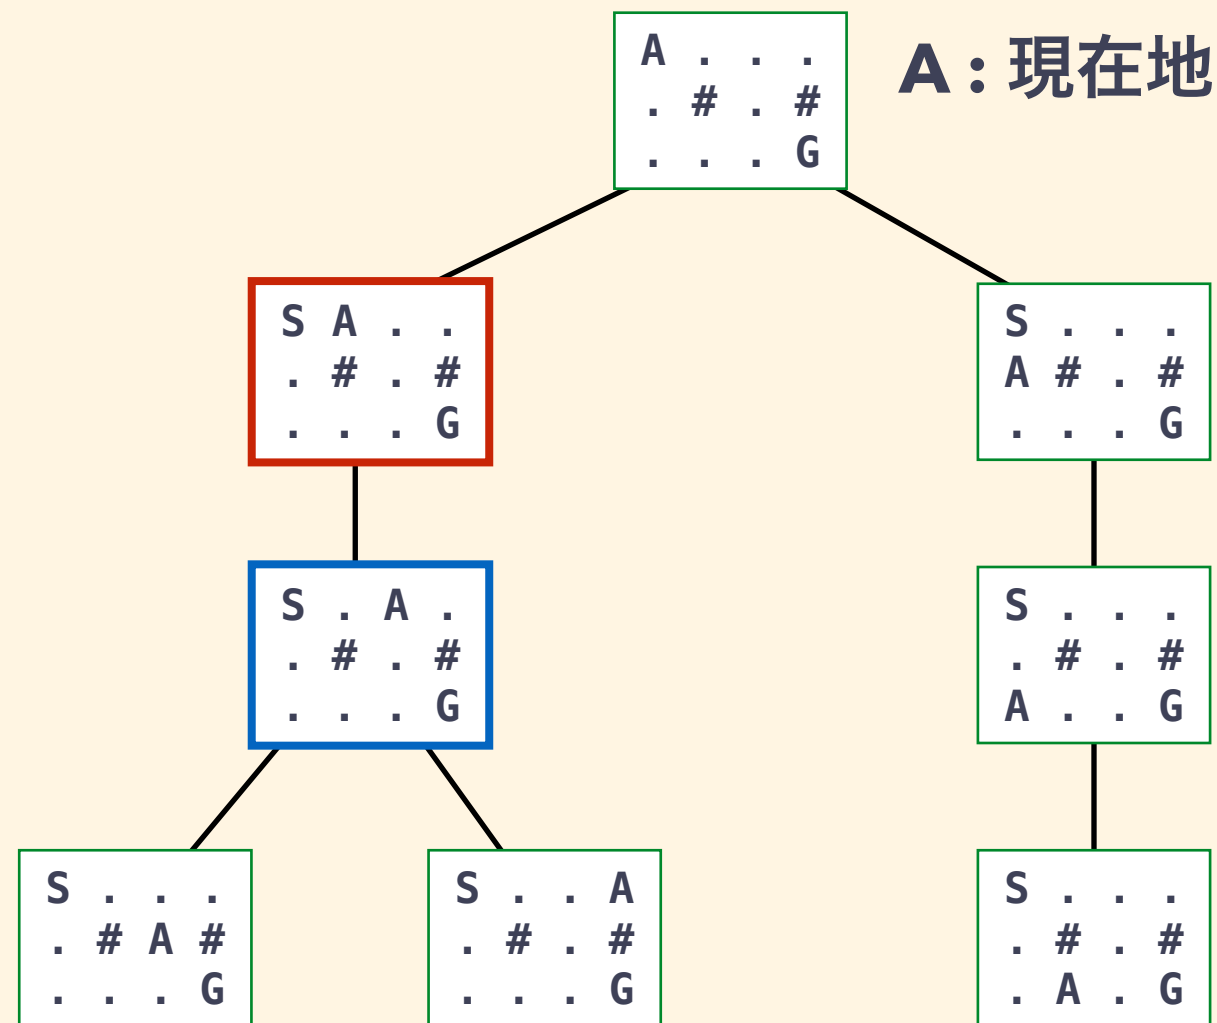 A . . .
. # . #
. . . G
A : 現在地
S A . .
. # . #
. . . G
S . . .
A # . #
. . . G
S . A .
. # . #
. . . G
S . . .
. # . #
A . . G
S . . .
. # A #
. . . G
S . . A
. # . #
. . . G
S . . .
. # . #
. A . G